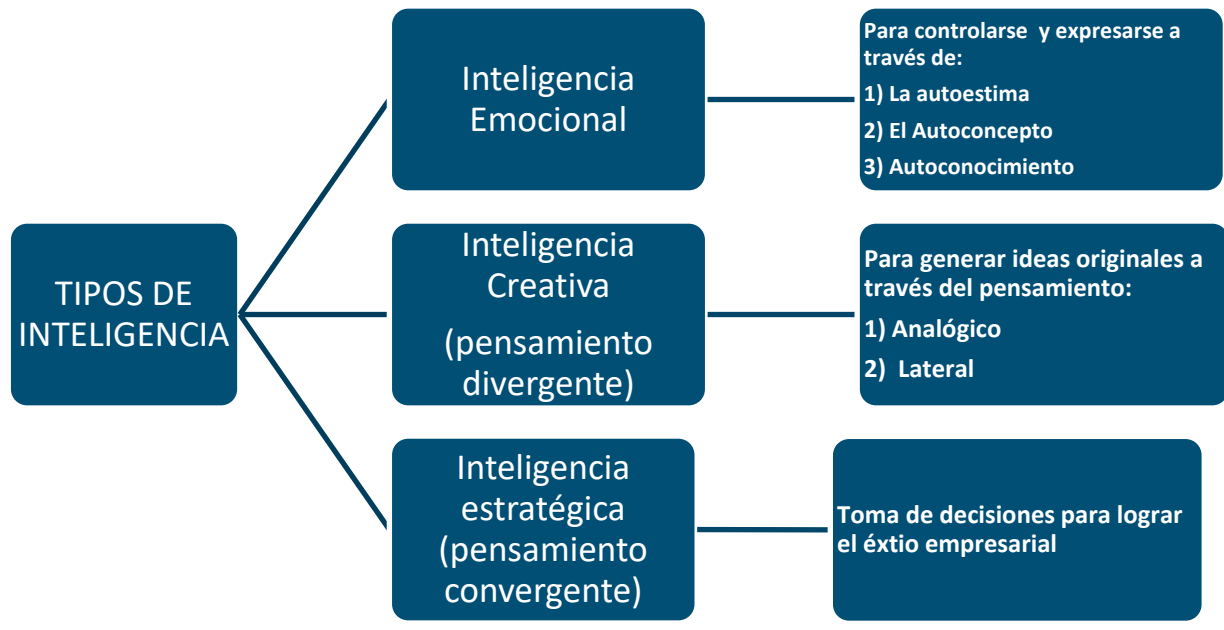 TIPOS DE
INTELIGENCIA
Inteligencia
Emocional
Para controlarse y expresarse a
través de:
1) La autoestima
2) El Autoconcepto
3) Autoconocimiento
Inteligencia
Creativa
(pensamiento
divergente)
Para generar ideas originales a
través del pensamiento:
1) Analógico
2) Lateral
Inteligencia
estratégica
(pensamiento
convergente)
Toma de decisiones para lograr
el éxtio empresarial